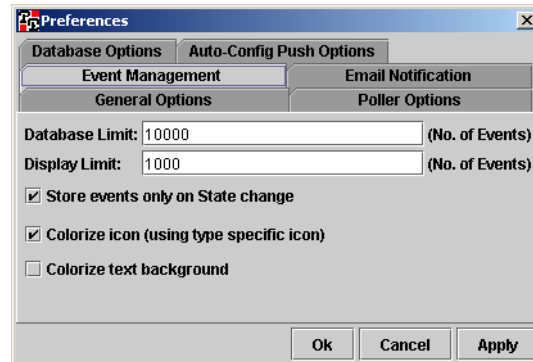 Preferences
Database Options Auto-Config Push Options
Event Management Email Notification
General Options Poller Options
Database Limit: 10000 (No. of Events)
Display Limit: 1000 (No. of Events)
Store events only on State change
Colorize icon (using type specific icon)
Colorize text background
Ok Cancel Apply